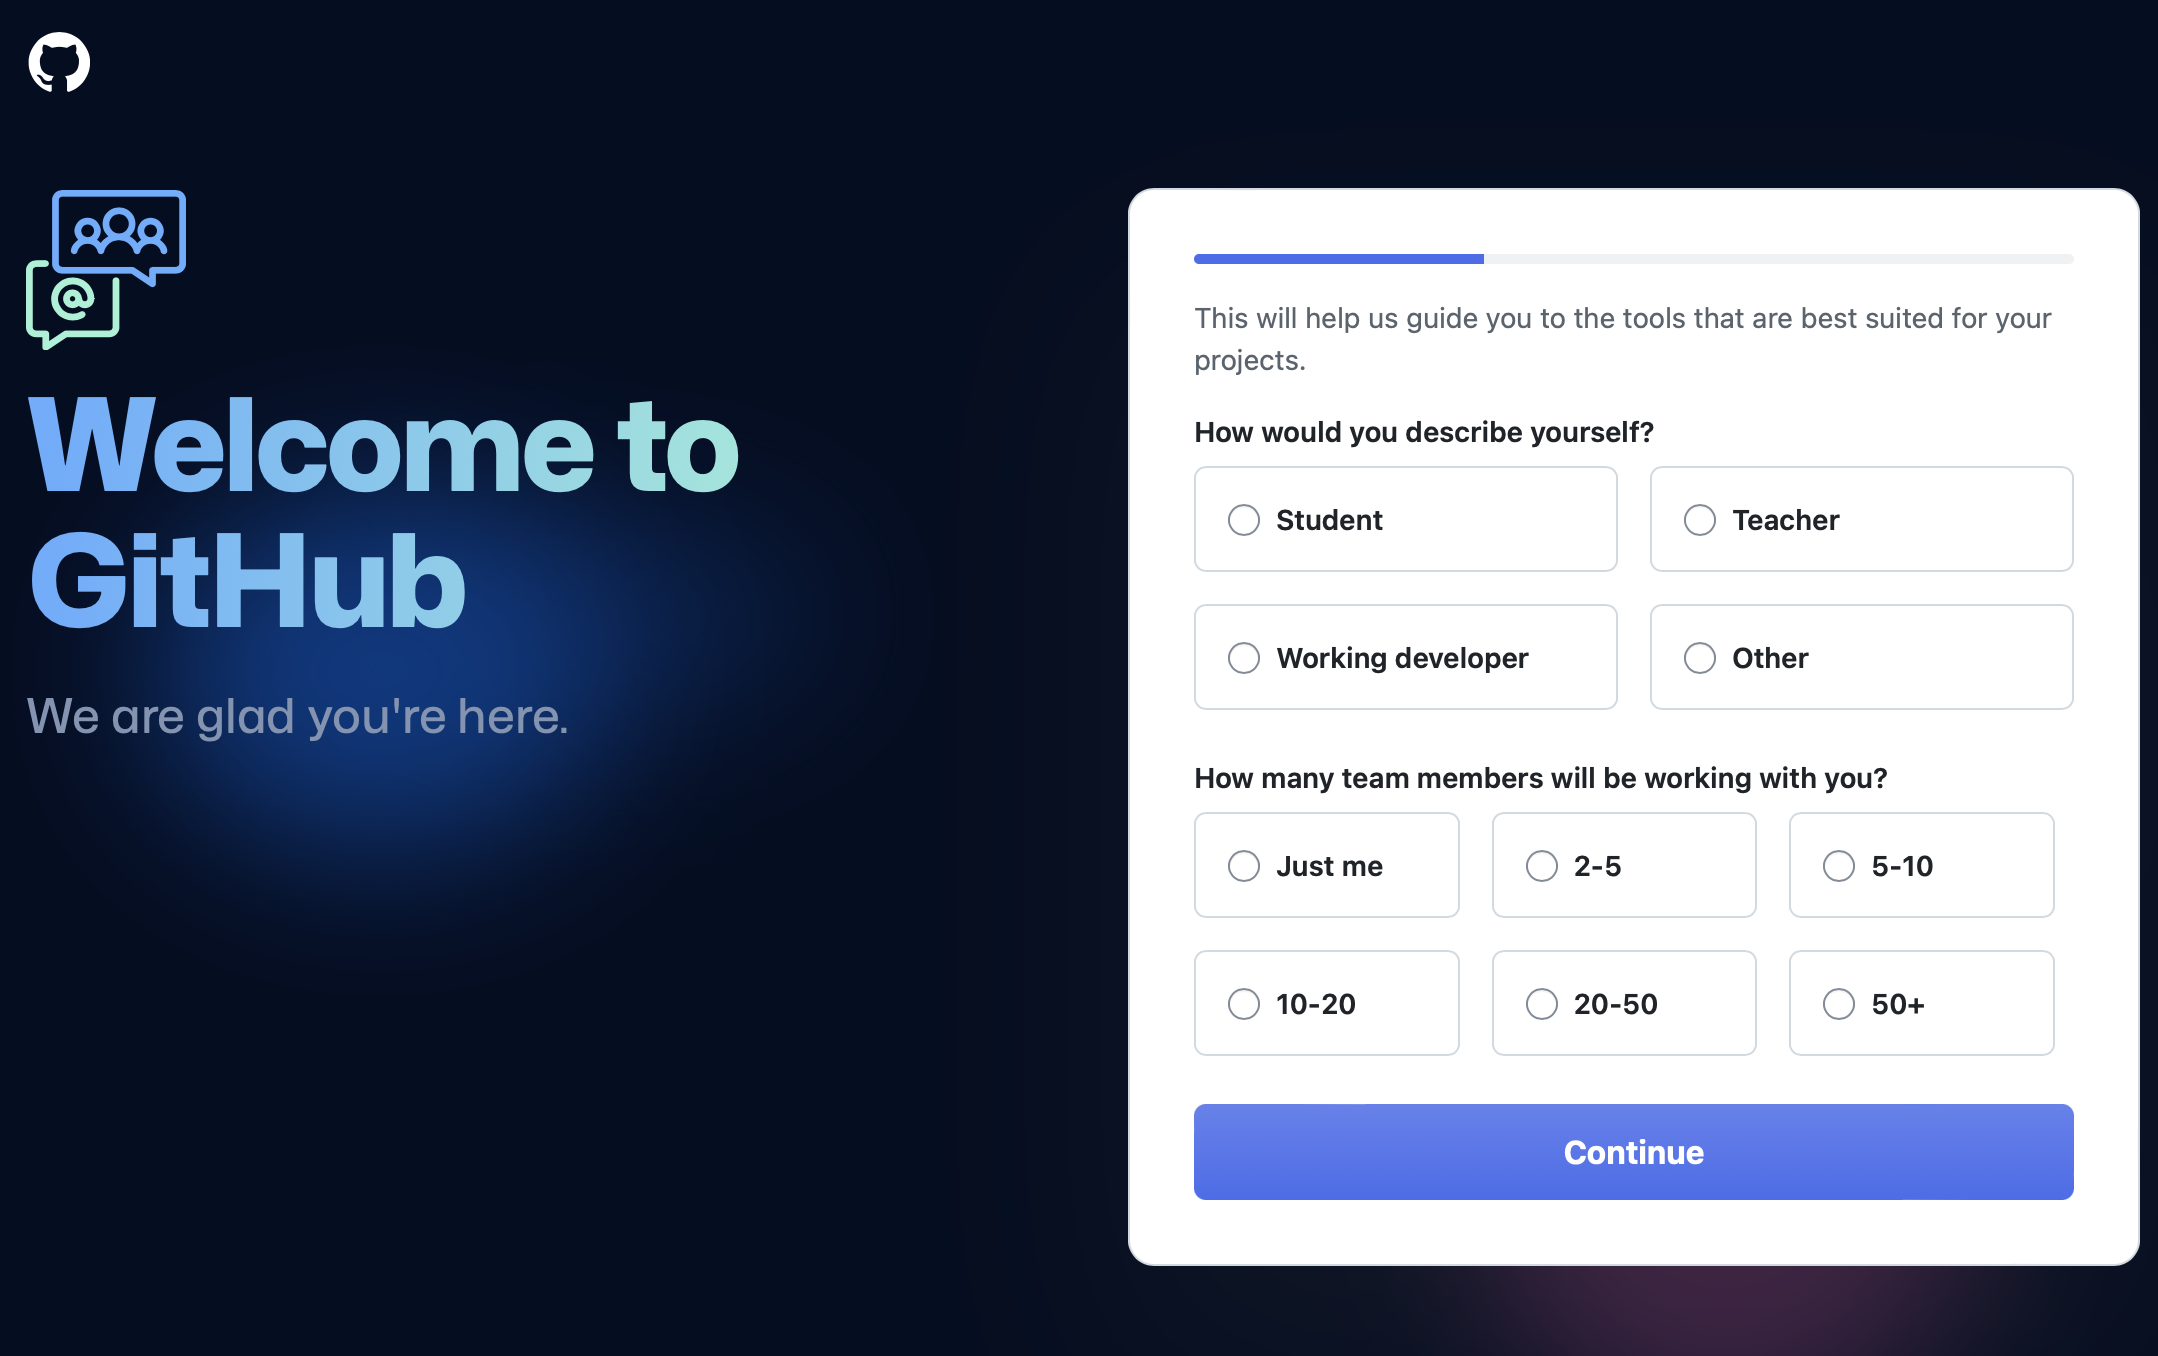 @
Welcome to
GitHub
We are glad you're here.
This will help us guide you to the tools that are best suited for your
projects.
How would you describe yourself?
Student
Teacher
Working developer
Other
How many team members will be working with you?
Just me
2-5
5-10
10-20
20-50
50+
Continue